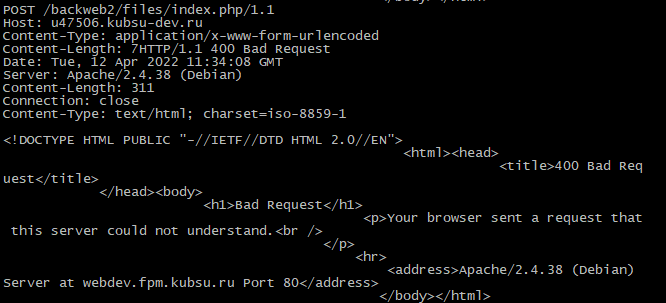 </body></html>
POST /backweb2/files/index.php/1.1
Host: u47506.kubsu-dev.ru
Content-Type: application/x-www-form-urlencoded
Content-Length: 7HTTP/1.1 400 Bad Request
Date: Tue, 12 Apr 2022 11:34:08 GMT
Server: Apache/2.4.38 (Debian)
Content-Length: 311
Connection: close
Content-Type: text/html; charset=iso-8859-1
<!DOCTYPE HTML PUBLIC "-//IETF//DTD HTML 2.0//EN">
<html><head>
<title>400 Bad Req
uest</title>
</head><body>
<h1>Bad Request</h1>
<p>Your browser sent a request that
this server could not understand.<br />
</p>
<hr>
<address>Apache/2.4.38 (Debian)
Server at webdev.fpm.kubsu.ru Port 80</address>
</body></html>